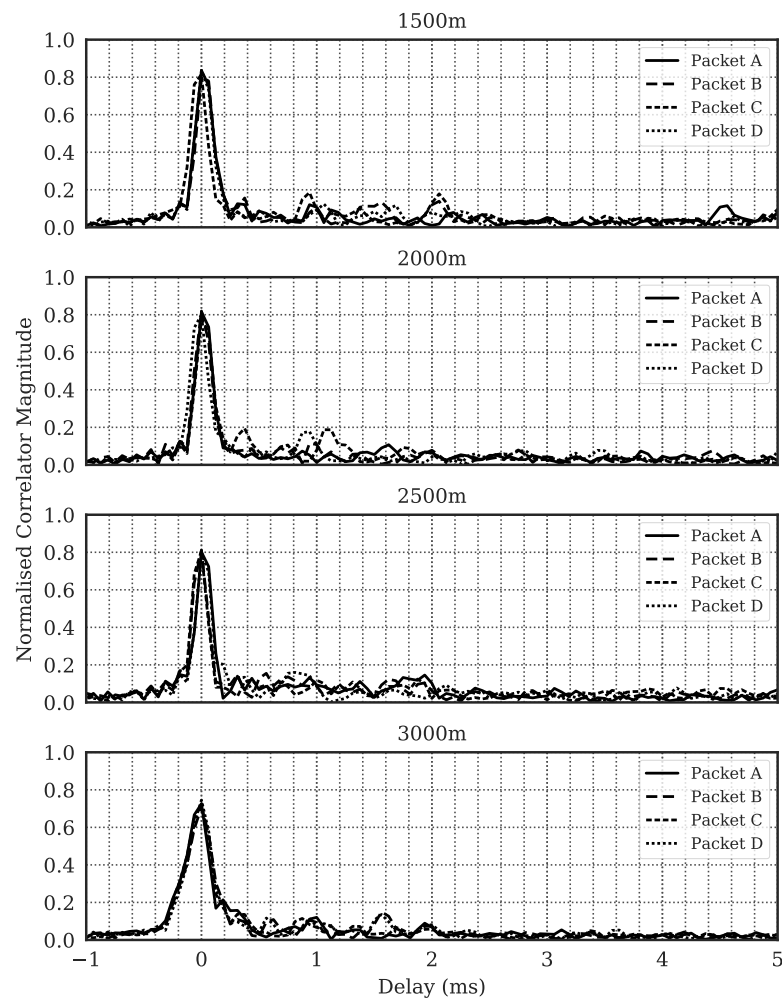 1500m
1.0
0.8
0.6
0.4
0.2
0.0
Packet A
Packet B
Packet C
Packet D
2000m
1.0
0.8
0.6
0.4
0.2
0.0
Packet A
Packet B
Packet C
Packet D
Normalised Correlator Magnitude
2500m
1.0
0.8
0.6
0.4
0.2
0.0
Packet A
Packet B
Packet C
Packet D
3000m
1.0
0.8
0.6
0.4
0.2
0.0
Packet A
Packet B
Packet C
Packet D
−1 0 1 2 3 4 5
Delay (ms)